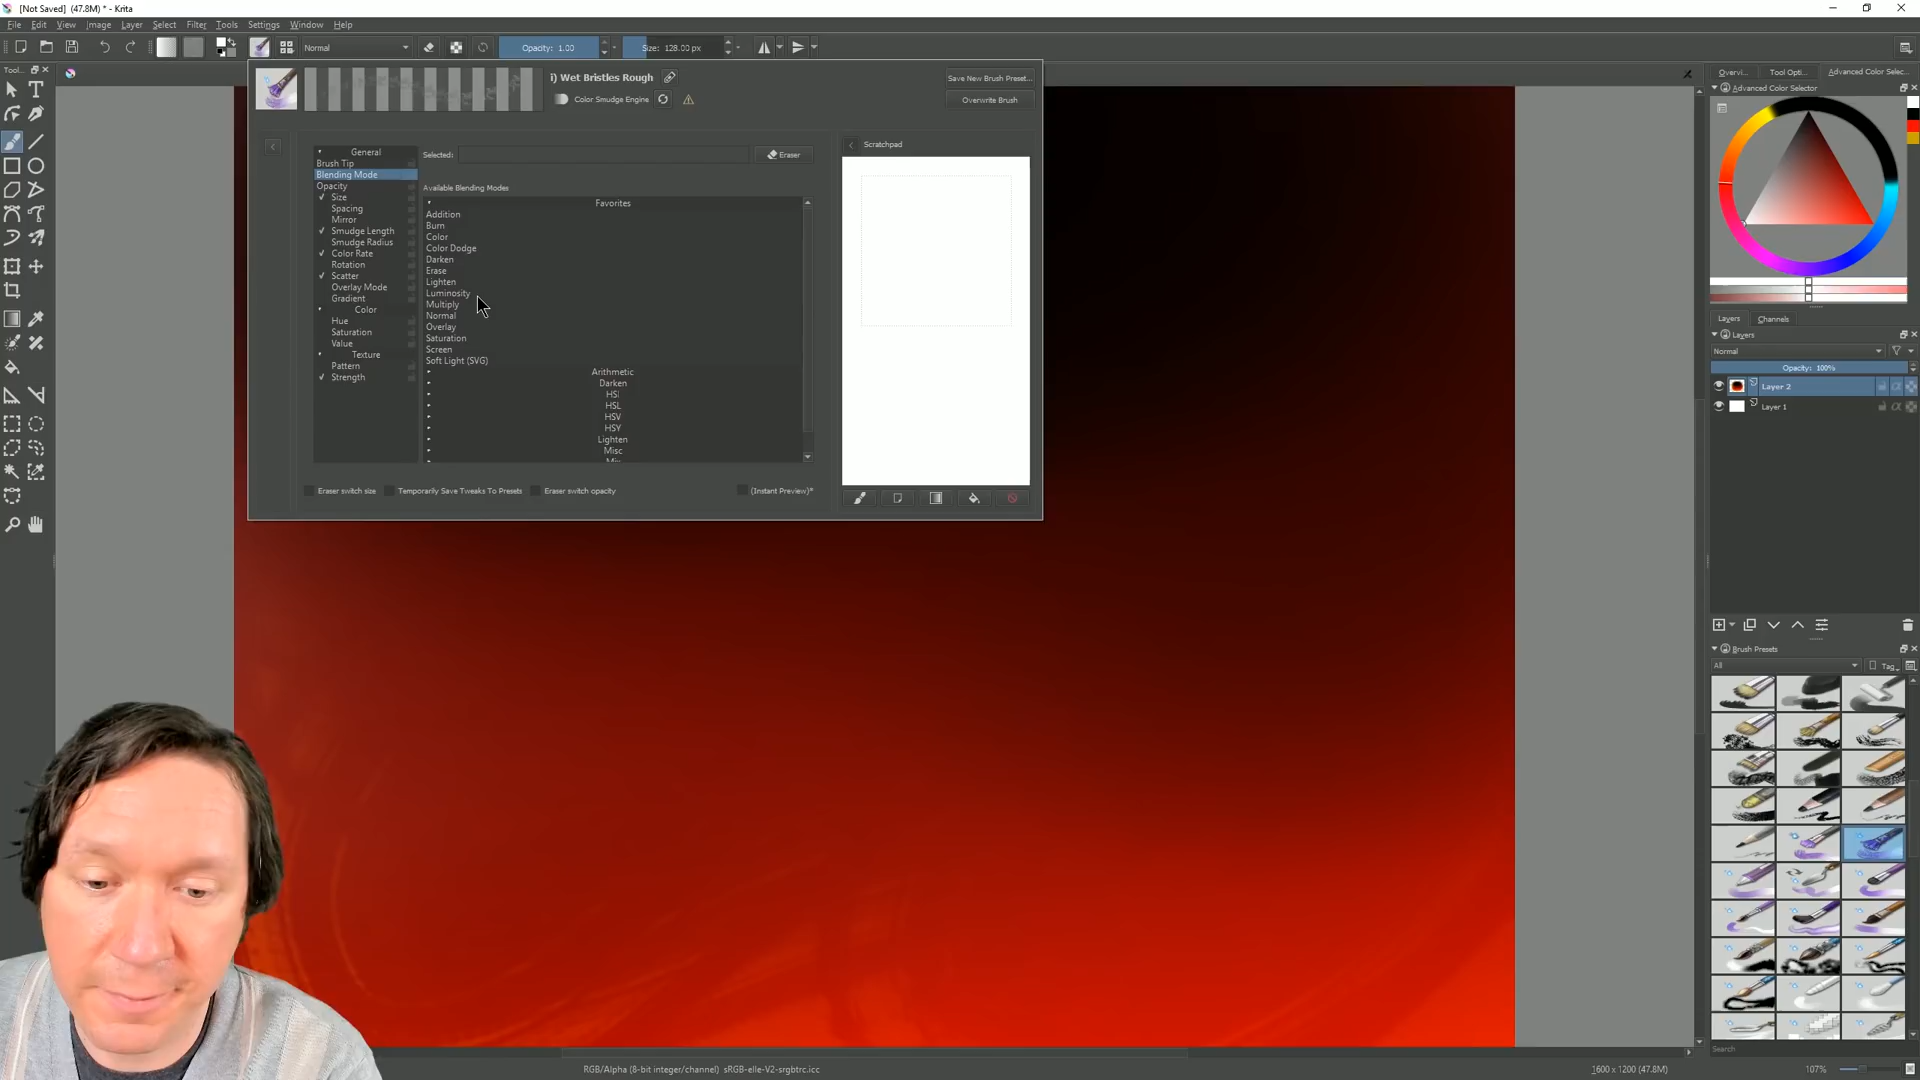 [Not Saved] (47.8M) * - Krita
File Edit View Image Layer Filter Tools Settings Window Help
Normal Opacity: 1.00 Size: 128.00 px
Tool...
i) Wet Bristles Rough
Color Smudge Engine
Save New Brush Preset...
Overwrite Brush
General
Brush Tip
Blending Mode
Opacity
Size
Spacing
Mirror
Smudge Length
Smudge Radius
Color Rate
Rotation
Scatter
Overlay Mode
Gradient
Color
Hue
Saturation
Value
Texture
Pattern
Strength
Selected:
Eraser
Available Blending Modes
Favorites
Addition
Burn
Color
Color Dodge
Darken
Erase
Lighten
Luminosity
Multiply
Normal
Overlay
Saturation
Screen
Soft Light (SVG)
Arithmetic
Darken
HSI
HSL
HSV
HSY
Lighten
Misc
Mix
Eraser switch size Temporarily Save Tweaks To Presets Eraser switch opacity (Instant Preview)*
Scratchpad
Overvi... Tool Opti... Advanced Color Selec...
Advanced Color Selector
Layers Channels
Layers
Normal
Opacity: 100%
Layer 2
Layer 1
Brush Presets
All Tag
Search
RGB/Alpha (8-bit integer/channel) sRGB-elle-V2-srgbtrc.icc 1600 x 1200 (47.8M) 107%